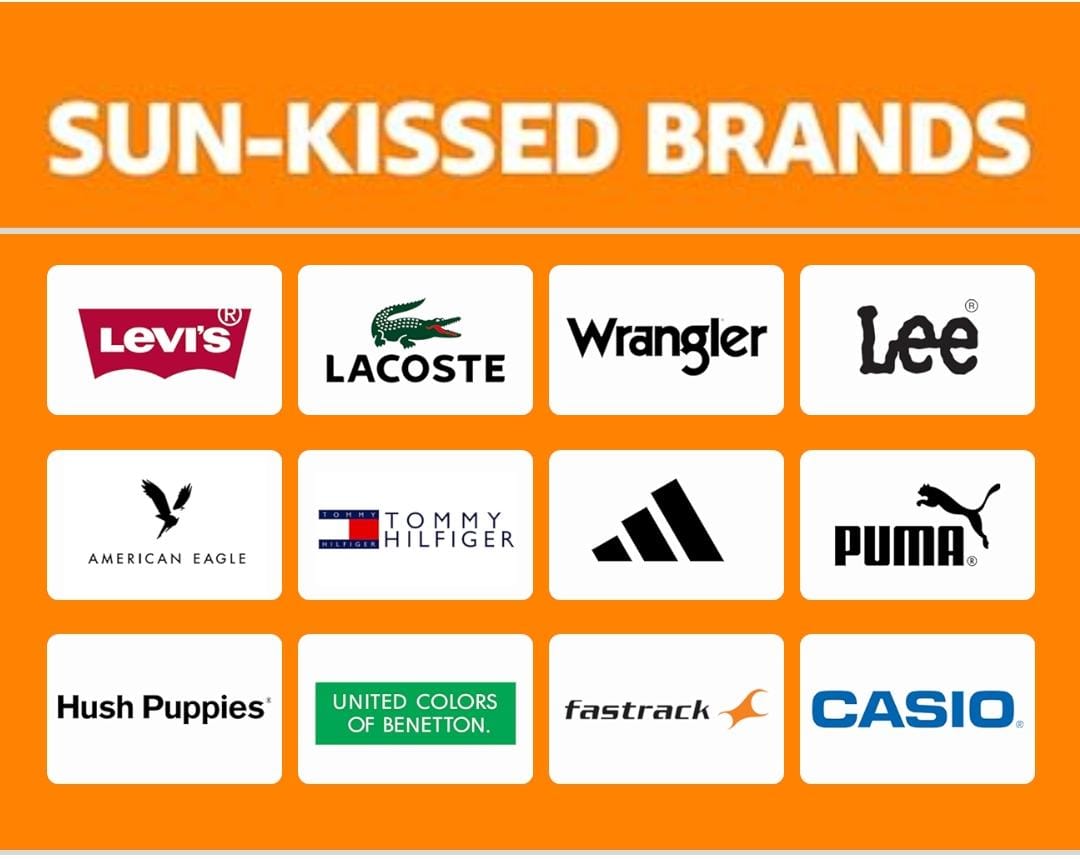 SUN-KISSED BRANDS
LEVI'S®
LACOSTE
Wrangler
Lee®
AMERICAN EAGLE
TOMMY
HILFIGER
TOMMY
HILFIGER
PUMA®
Hush Puppies®
UNITED COLORS
OF BENETTON.
fastrack
CASIO®